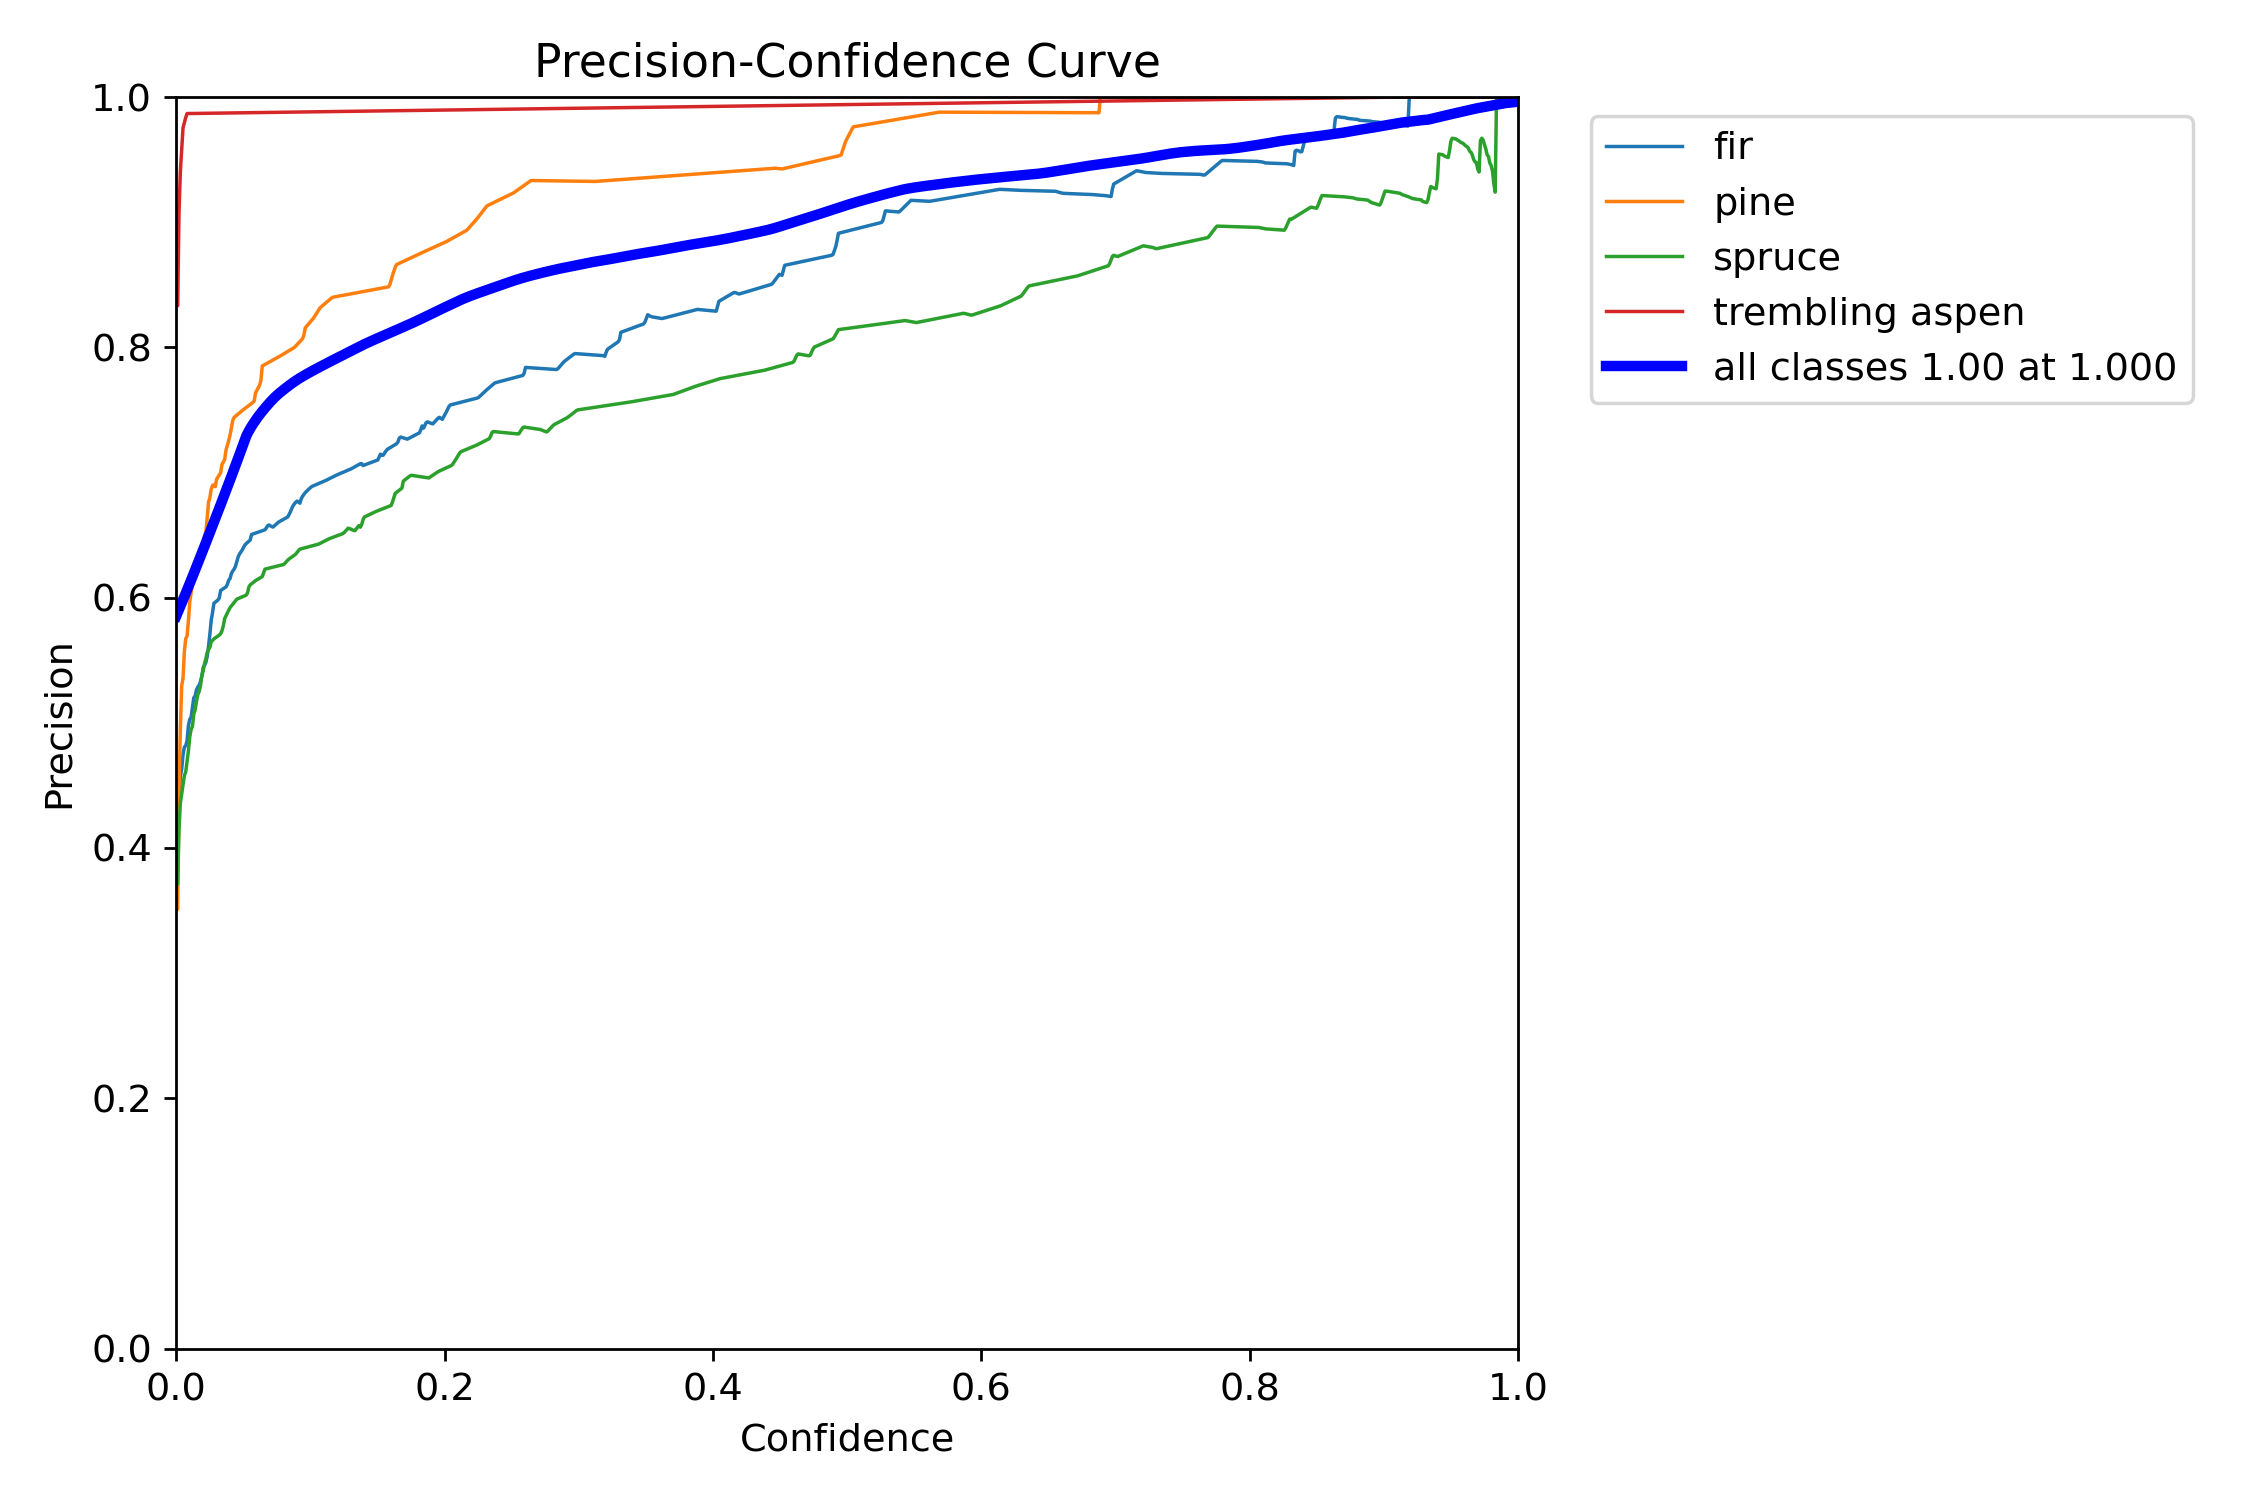 Precision-Confidence Curve
1.0
0.8
0.6
0.4
0.2
0.0
Precision
0.0 0.2 0.4 0.6 0.8 1.0
Confidence
fir
pine
spruce
trembling aspen
all classes 1.00 at 1.000